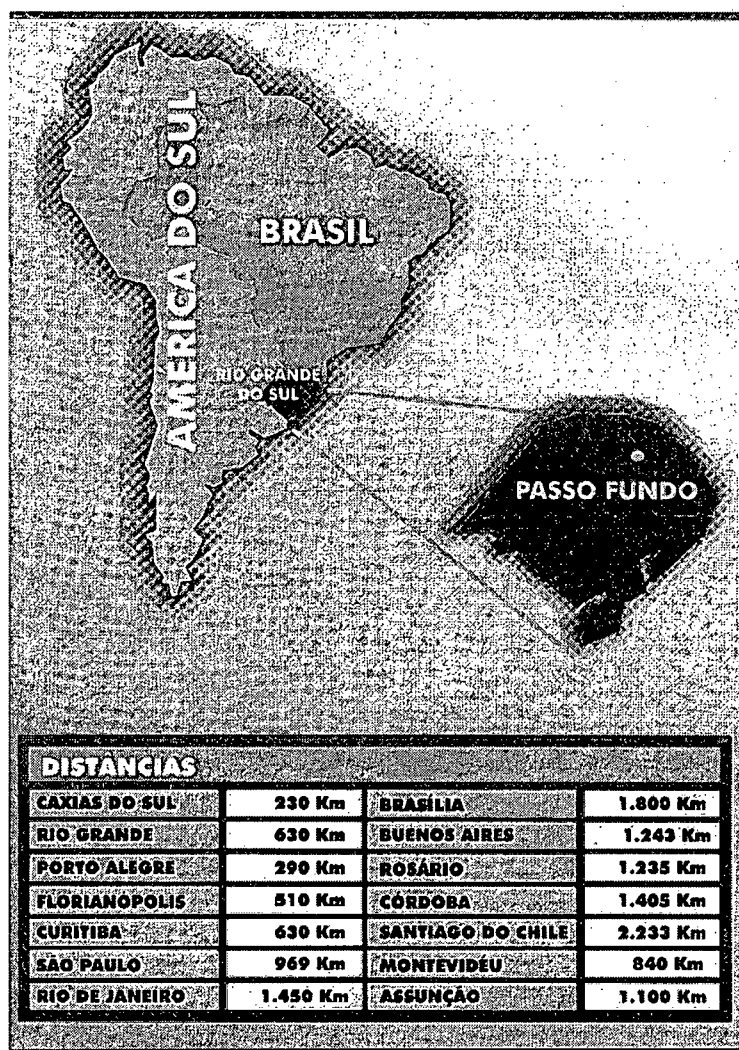 AMÉRICA DO SUL
BRASIL
RIO GRANDE
DO SUL
PASSO FUNDO
DISTÂNCIAS
CAXIAS DO SUL 230 Km BRASÍLIA 1.800 Km
RIO GRANDE 630 Km BUENOS AIRES 1.243 Km
PORTO ALEGRE 290 Km ROSÁRIO 1.235 Km
FLORIANOPOLIS 510 Km CÓRDOBA 1.405 Km
CURITIBA 630 Km SANTIAGO DO CHILE 2.233 Km
SÃO PAULO 969 Km MONTEVIDÉU 840 Km
RIO DE JANEIRO 1.450 Km ASSUNÇÃO 1.100 Km